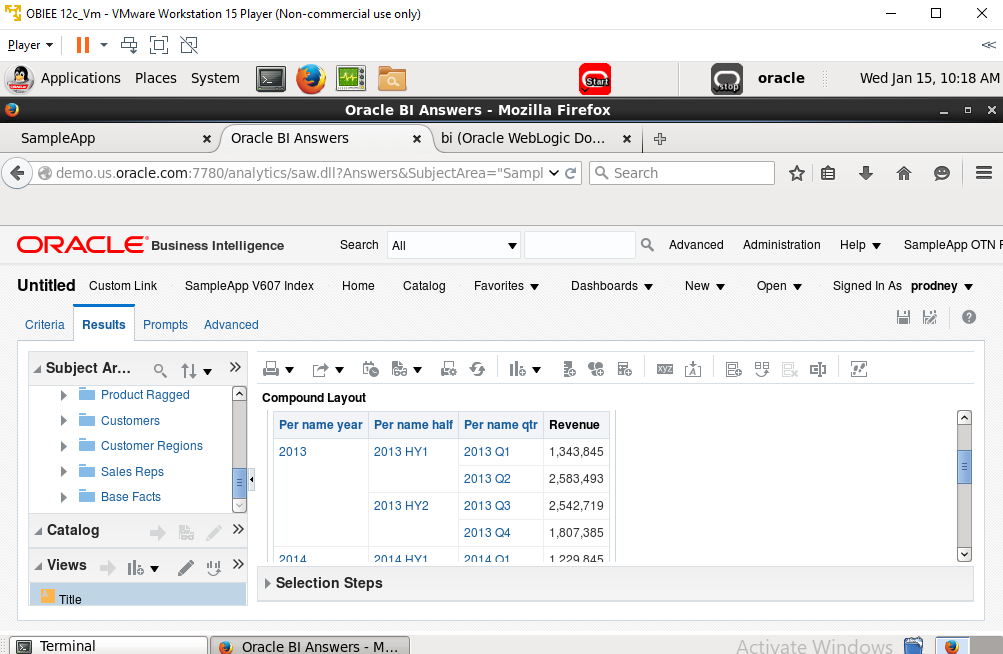 OBIEE 12c_Vm - VMware Workstation 15 Player (Non-commercial use only)
Player
Applications Places System Start stop oracle Wed Jan 15, 10:18 AM
Oracle BI Answers - Mozilla Firefox
SampleApp Oracle BI Answers bi (Oracle WebLogic Do...
demo.us.oracle.com:7780/analytics/saw.dll?Answers&SubjectArea="Sampl Search
ORACLE Business Intelligence Search All Advanced Administration Help SampleApp OTN
Untitled Custom Link SampleApp V607 Index Home Catalog Favorites Dashboards New Open Signed In As prodney
Criteria Results Prompts Advanced
Subject Ar...
Product Ragged
Customers
Customer Regions
Sales Reps
Base Facts
Catalog
Views
Title
XYZ
Compound Layout
Per name year Per name half Per name qtr Revenue
2013 2013 HY1 2013 Q1 1,343,845
2013 Q2 2,583,493
2013 HY2 2013 Q3 2,542,719
2013 Q4 1,807,385
2014 2014 HY1 2014 Q1 1,229,845
Selection Steps
Terminal Oracle BI Answers - M... Activate Windows